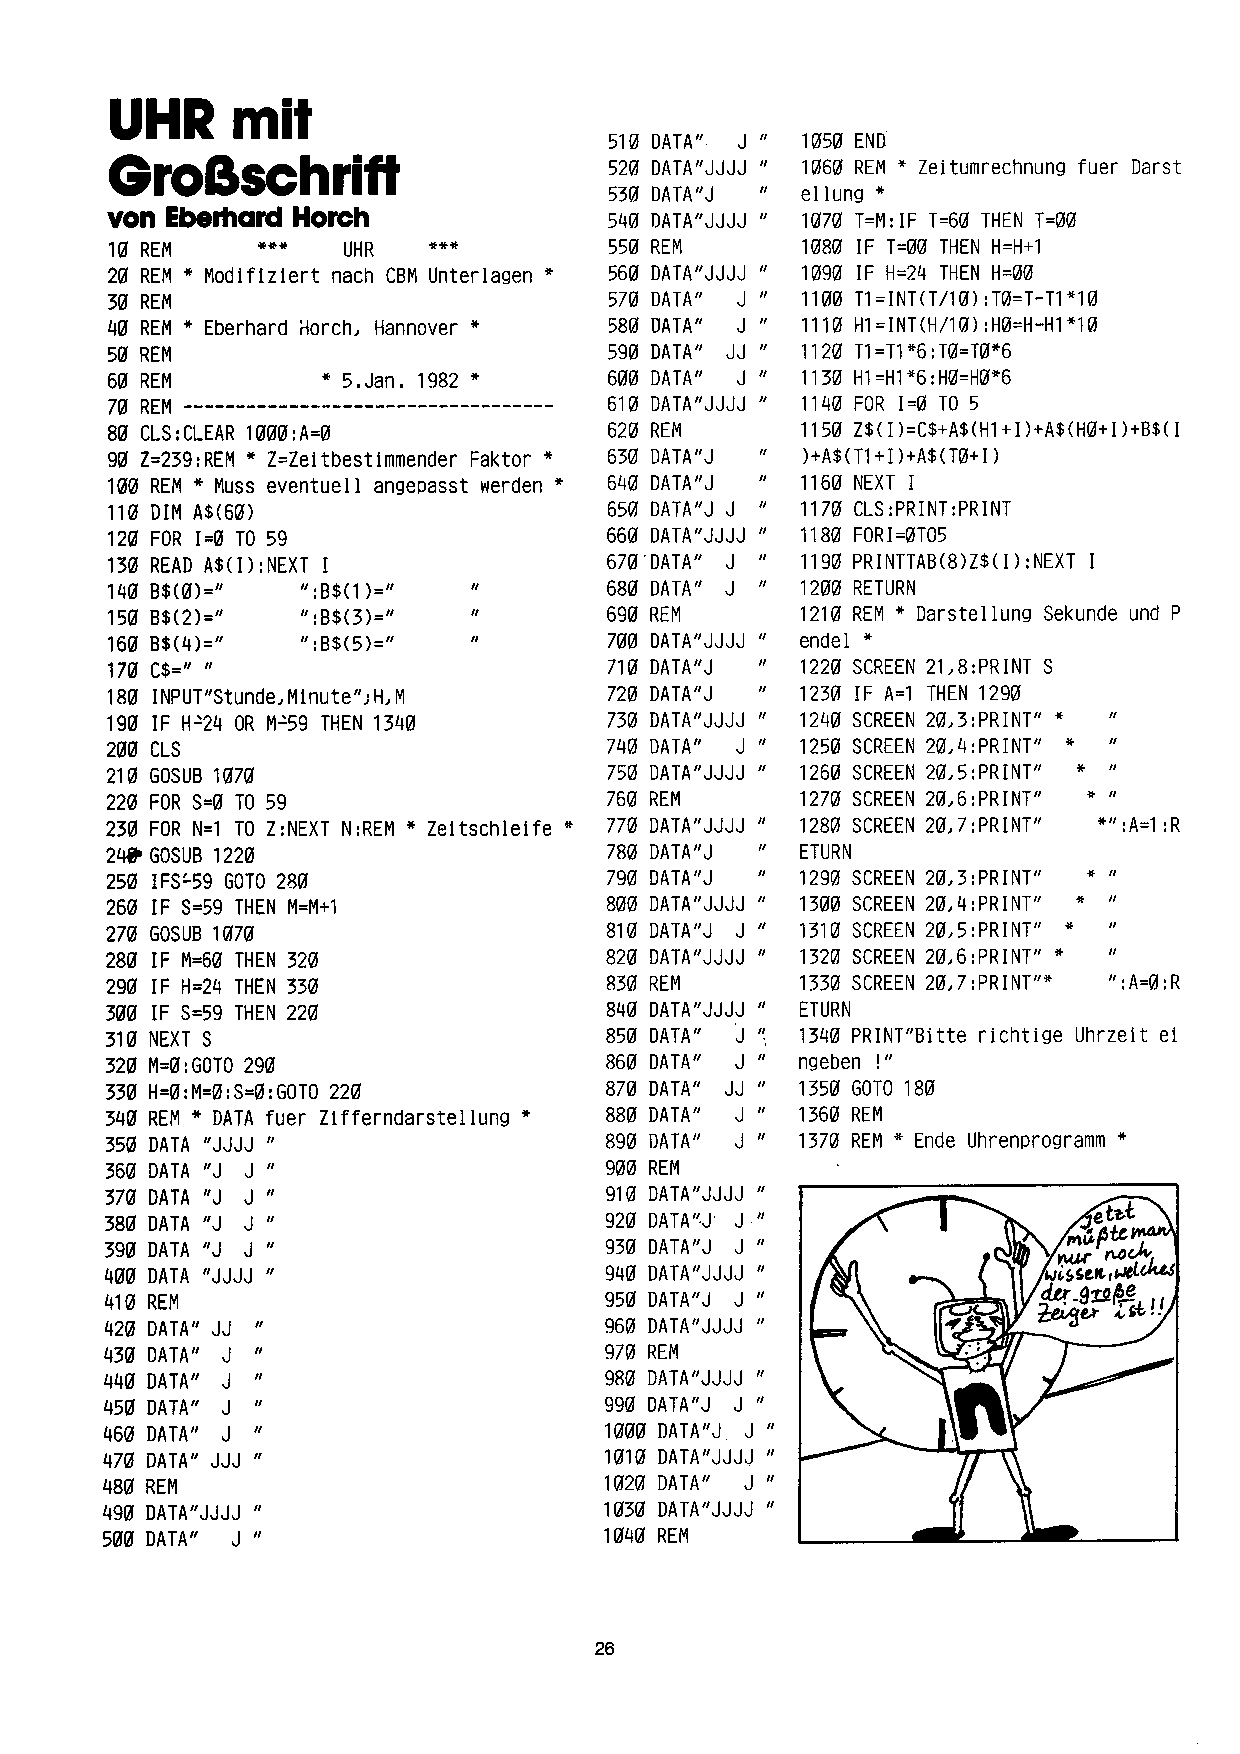 UHR mit
Großschrift
von Eberhard Horch
10 REM        ***     UHR     ***
20 REM * Modifiziert nach CBM Unterlagen *
30 REM
40 REM * Eberhard Horch, Hannover *
50 REM
60 REM              * 5.Jan. 1982 *
70 REM -----------------------------------
80 CLS:CLEAR 1000:A=0
90 Z=239:REM * Z=Zeitbestimmender Faktor *
100 REM * Muss eventuell angepasst werden *
110 DIM A$(60)
120 FOR I=0 TO 59
130 READ A$(I):NEXT I
140 B$(0)="       ":B$(1)="       "
150 B$(2)="       ":B$(3)="       "
160 B$(4)="       ":B$(5)="       "
170 C$=" "
180 INPUT"Stunde,Minute";H,M
190 IF H 24 OR M 59 THEN 1340
200 CLS
210 GOSUB 1070
220 FOR S=0 TO 59
230 FOR N=1 TO Z:NEXT N:REM * Zeitschleife *
240 GOSUB 1220
250 IFS 59 GOTO 280
260 IF S=59 THEN M=M+1
270 GOSUB 1070
280 IF M=60 THEN 320
290 IF H=24 THEN 330
300 IF S=59 THEN 220
310 NEXT S
320 M=0:GOTO 290
330 H=0:M=0:S=0:GOTO 220
340 REM * DATA fuer Zifferndarstellung *
350 DATA "JJJJ "
360 DATA "J  J "
370 DATA "J  J "
380 DATA "J  J "
390 DATA "J  J "
400 DATA "JJJJ "
410 REM
420 DATA" JJ  "
430 DATA"  J  "
440 DATA"  J  "
450 DATA"  J  "
460 DATA"  J  "
470 DATA" JJJ "
480 REM
490 DATA"JJJJ "
500 DATA"   J "
510 DATA"   J "
520 DATA"JJJJ "
530 DATA"J    "
540 DATA"JJJJ "
550 REM
560 DATA"JJJJ "
570 DATA"   J "
580 DATA"   J "
590 DATA"  JJ "
600 DATA"   J "
610 DATA"JJJJ "
620 REM
630 DATA"J    "
640 DATA"J    "
650 DATA"J J  "
660 DATA"JJJJ "
670 DATA"  J  "
680 DATA"  J  "
690 REM
700 DATA"JJJJ "
710 DATA"J    "
720 DATA"J    "
730 DATA"JJJJ "
740 DATA"   J "
750 DATA"JJJJ "
760 REM
770 DATA"JJJJ "
780 DATA"J    "
790 DATA"J    "
800 DATA"JJJJ "
810 DATA"J  J "
820 DATA"JJJJ "
830 REM
840 DATA"JJJJ "
850 DATA"   J "
860 DATA"   J "
870 DATA"  JJ "
880 DATA"   J "
890 DATA"   J "
900 REM
910 DATA"JJJJ "
920 DATA"J  J "
930 DATA"J  J "
940 DATA"JJJJ "
950 DATA"J  J "
960 DATA"JJJJ "
970 REM
980 DATA"JJJJ "
990 DATA"J  J "
1000 DATA"J  J "
1010 DATA"JJJJ "
1020 DATA"   J "
1030 DATA"JJJJ "
1040 REM
1050 END
1060 REM * Zeitumrechnung fuer Darst
ellung *
1070 T=M:IF T=60 THEN T=00
1080 IF T=00 THEN H=H+1
1090 IF H=24 THEN H=00
1100 T1=INT(T/10):T0=T-T1*10
1110 H1=INT(H/10):H0=H-H1*10
1120 T1=T1*6:T0=T0*6
1130 H1=H1*6:H0=H0*6
1140 FOR I=0 TO 5
1150 Z$(I)=C$+A$(H1+I)+A$(H0+I)+B$(I
)+A$(T1+I)+A$(T0+I)
1160 NEXT I
1170 CLS:PRINT:PRINT
1180 FORI=0TO5
1190 PRINTTAB(8)Z$(I):NEXT I
1200 RETURN
1210 REM * Darstellung Sekunde und P
endel *
1220 SCREEN 21,8:PRINT S
1230 IF A=1 THEN 1290
1240 SCREEN 20,3:PRINT" *    "
1250 SCREEN 20,4:PRINT"  *   "
1260 SCREEN 20,5:PRINT"   *  "
1270 SCREEN 20,6:PRINT"    * "
1280 SCREEN 20,7:PRINT"     *":A=1:R
ETURN
1290 SCREEN 20,3:PRINT"    * "
1300 SCREEN 20,4:PRINT"   *  "
1310 SCREEN 20,5:PRINT"  *   "
1320 SCREEN 20,6:PRINT" *    "
1330 SCREEN 20,7:PRINT"*     ":A=0:R
ETURN
1340 PRINT"Bitte richtige Uhrzeit ei
ngeben !"
1350 GOTO 180
1360 REM
1370 REM * Ende Uhrenprogramm *
jetzt
müßte man
nur noch
wissen, welches
der große
Zeiger ist!!
n
26